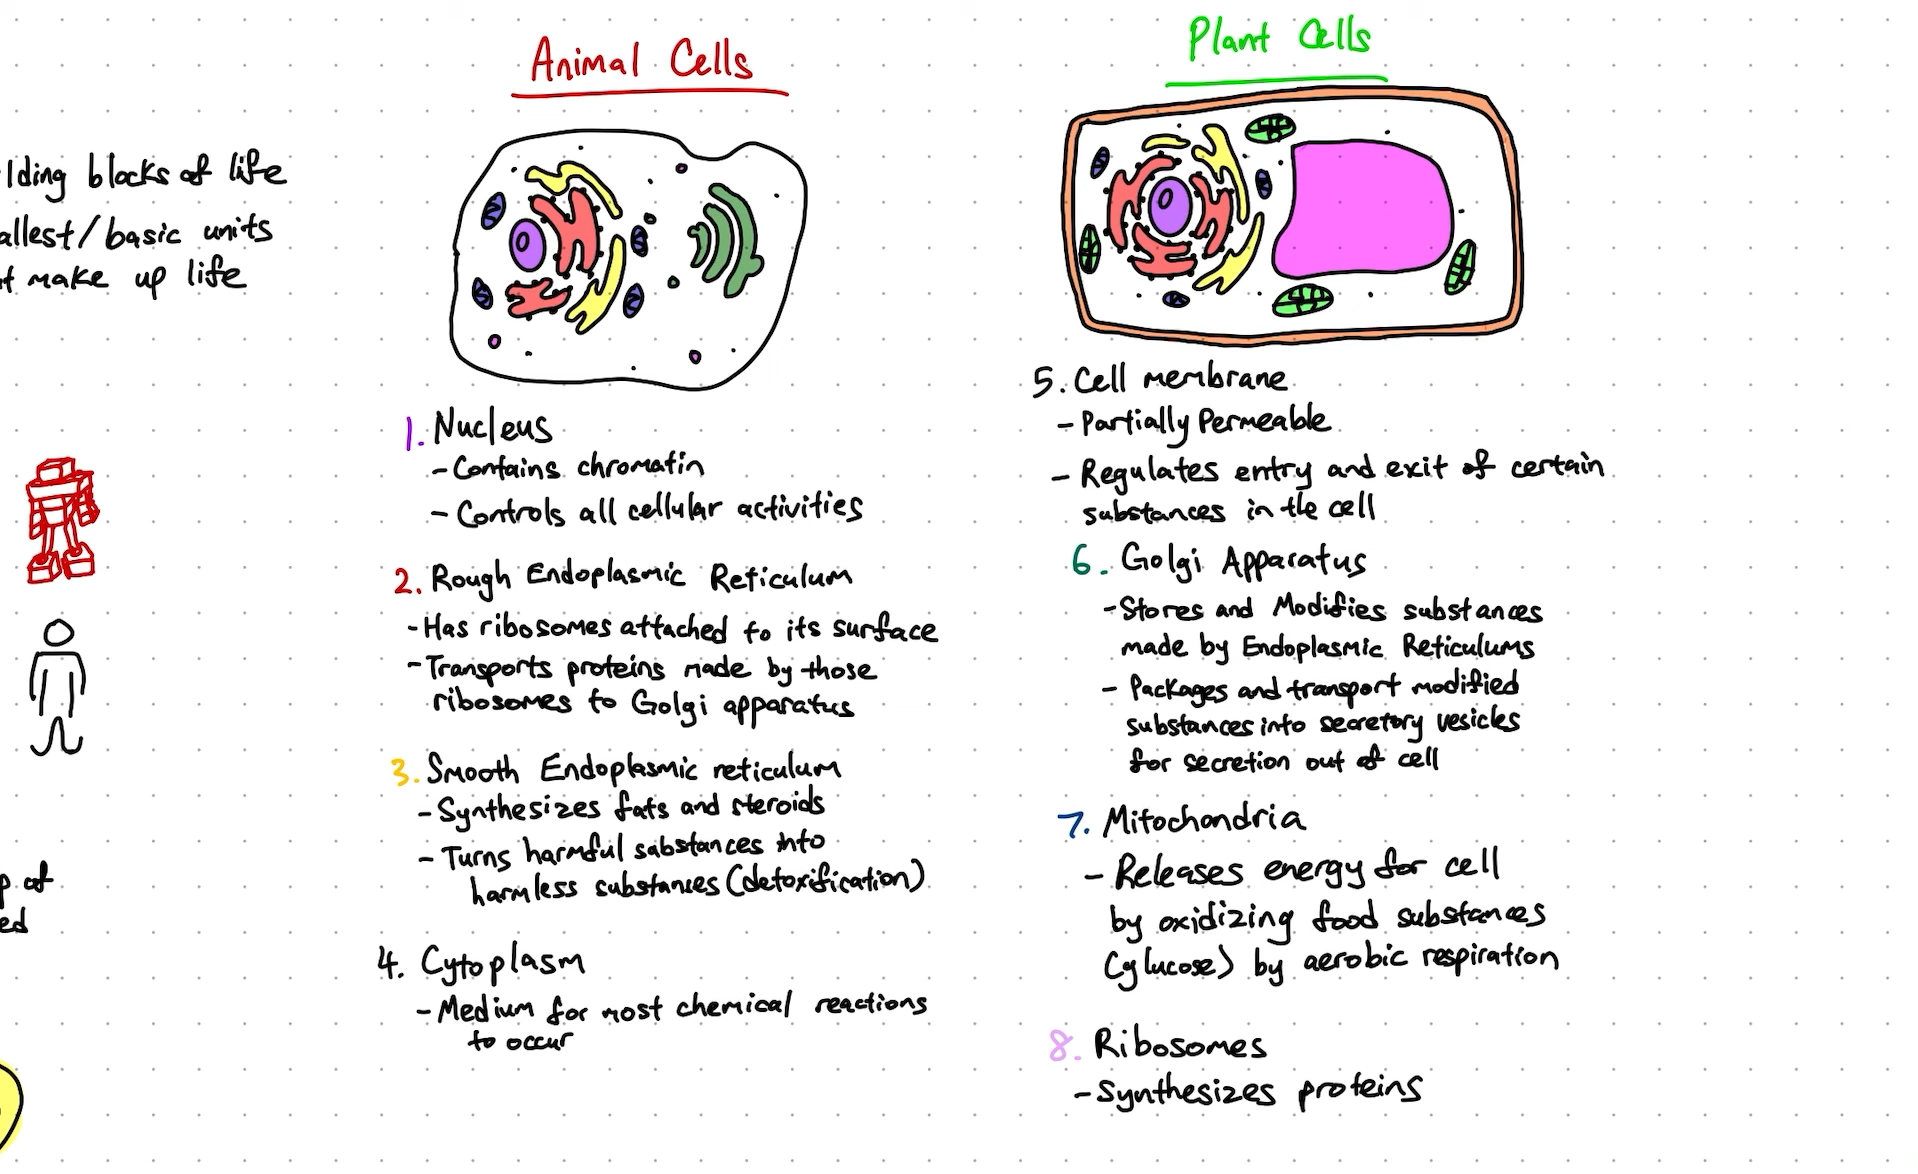 Animal Cells
Plant Cells
blocks of life
/basic units
make up life
1. Nucleus
- Contains chromatin
- Controls all cellular activities
2. Rough Endoplasmic Reticulum
- Has ribosomes attached to its surface
- Transports proteins made by those
ribosomes to Golgi apparatus
3. Smooth Endoplasmic reticulum
- Synthesizes fats and steroids
- Turns harmful substances into
harmless substances (detoxification)
4. Cytoplasm
- Medium for most chemical reactions
to occur
5. Cell membrane
- Partially Permeable
- Regulates entry and exit of certain
substances in the cell
6. Golgi Apparatus
- Stores and Modifies substances
made by Endoplasmic Reticulums
- Packages and transport modified
substances into secretory vesicles
for secretion out of cell
7. Mitochondria
- Releases energy for cell
by oxidizing food substances
(glucose) by aerobic respiration
8. Ribosomes
- Synthesizes proteins
of